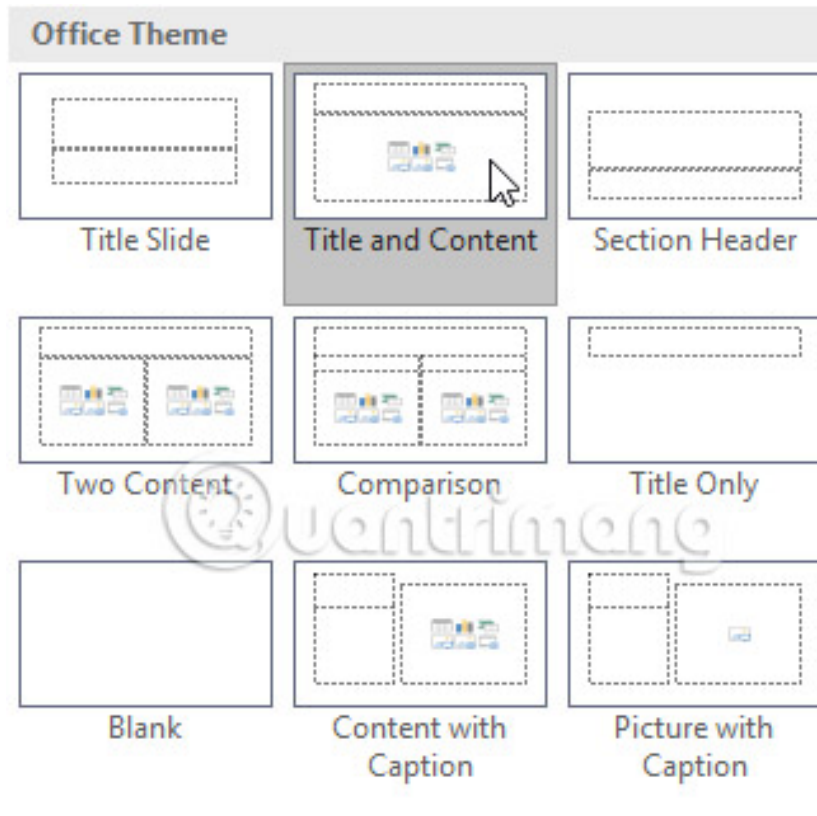 Office Theme
Title Slide
Title and Content
Section Header
Two Content
Comparison
Title Only
Quantrimang
Blank
Content with
Caption
Picture with
Caption